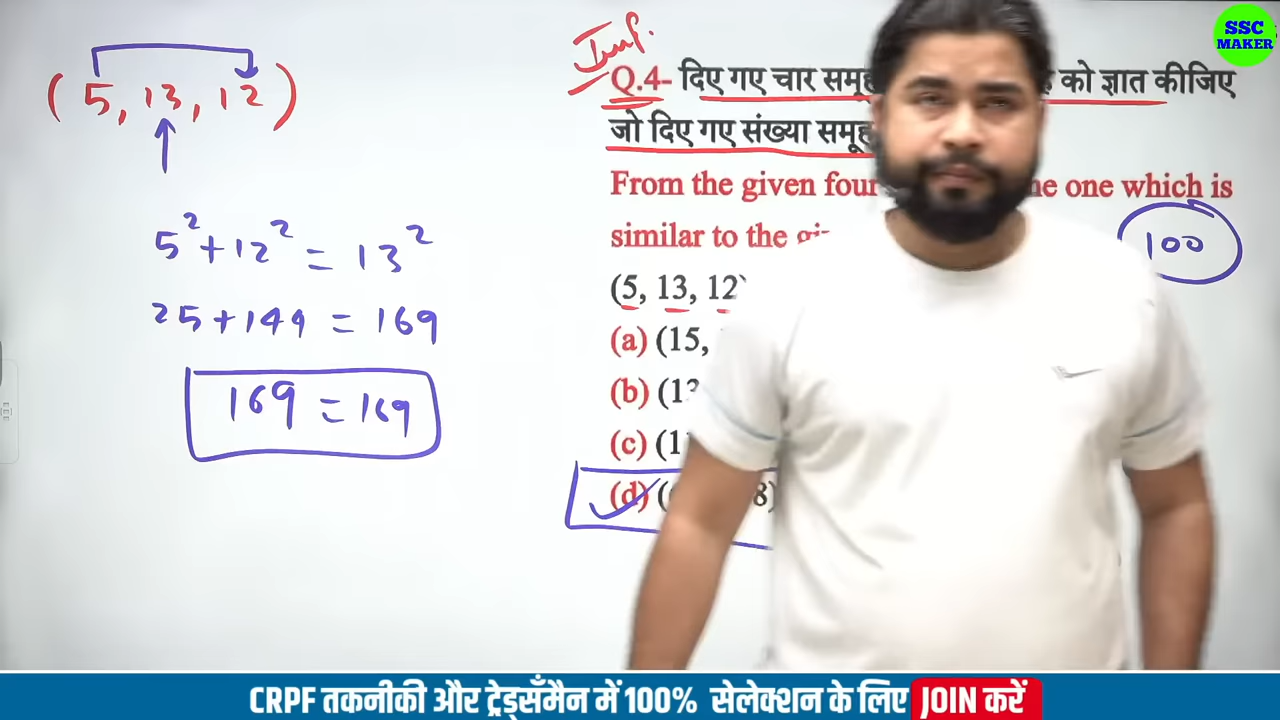 SSC
MAKER
(5, 13, 12)
5² + 12² = 13²
25 + 144 = 169
169 = 169
Imp.
Q.4- दिए गए चार समूह को ज्ञात कीजिए
जो दिए गए संख्या समूह
From the given four one which is
similar to the
100
(5, 13, 12)
(a) (15,
(b) (13
(c) (1
(d) ( 8)
CRPF तकनीकी और ट्रेड्समैन में 100% सेलेक्शन के लिए JOIN करें